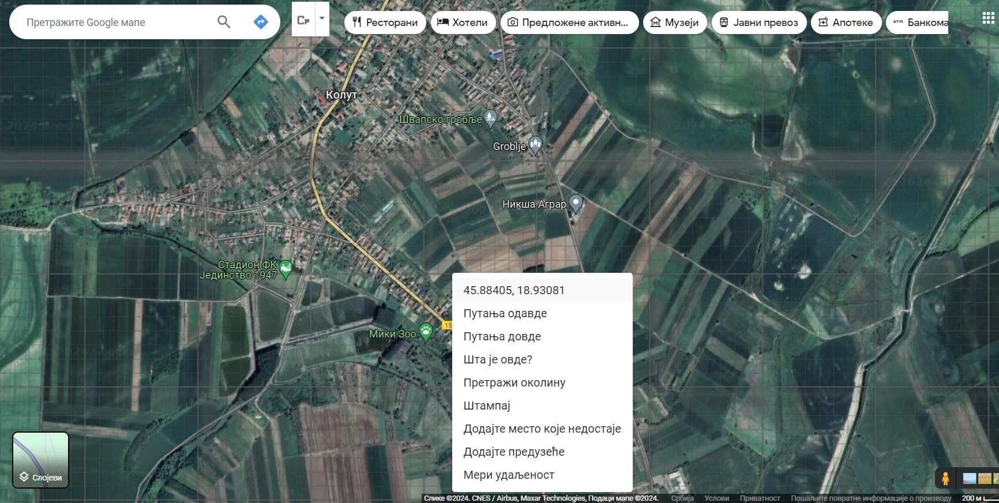 Претражите Google мапе
Ср
Ресторани
Хотели
Предложене активн...
Музеји
Јавни превоз
Апотеке
ATM Банкома
Колут
Швапско гробље
Groblje
Никша Аграр
Стадион ФК
Јединство 1947
Мики Зоо
15
45.88405, 18.93081
Путања одавде
Путања довде
Шта је овде?
Претражи околину
Штампај
Додајте место које недостаје
Додајте предузеће
Мери удаљеност
Слојеви
Слике ©2024. CNES / Airbus, Maxar Technologies, Подаци мапе ©2024. Србија Услови Приватност Пошаљите повратне информације о производу 200 м